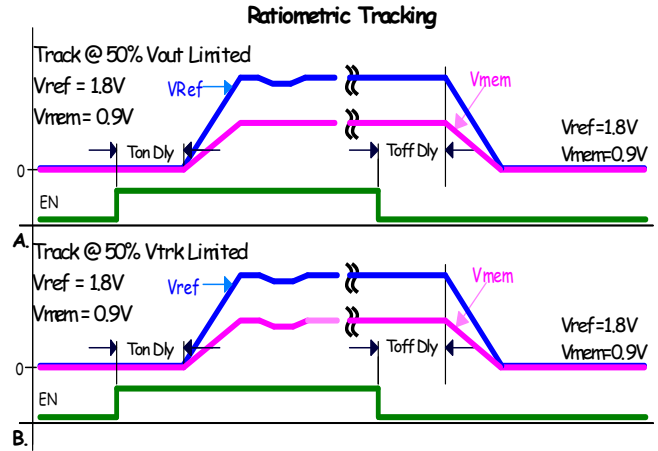 Ratiometric Tracking
Track @ 50% Vout Limited
Vref = 1.8V
VRef
Vmem
Vmem = 0.9V
Vref=1.8V
Ton Dly
Toff Dly
Vmem=0.9V
0
EN
A.
Track @ 50% Vtrk Limited
Vref = 1.8V
Vref
Vmem
Vmem = 0.9V
Vref=1.8V
Ton Dly
Toff Dly
Vmem=0.9V
0
EN
B.